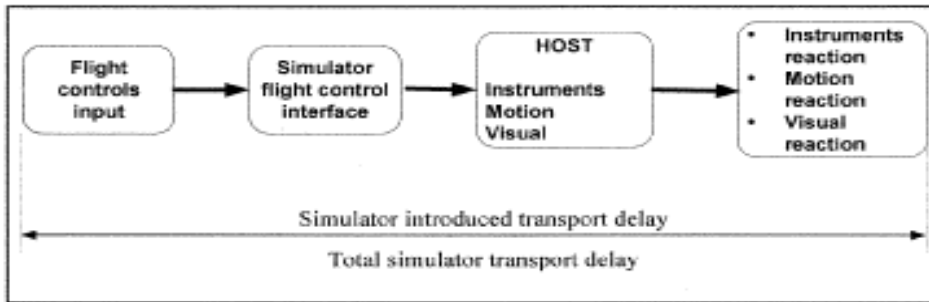 Flight
controls
input
Simulator
flight control
interface
HOST
Instruments
Motion
Visual
• Instruments
reaction
• Motion
reaction
• Visual
reaction
Simulator introduced transport delay
Total simulator transport delay